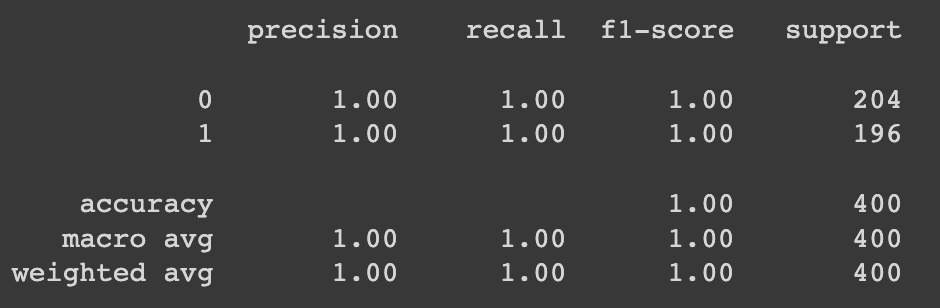 precision recall f1-score support
0 1.00 1.00 1.00 204
1 1.00 1.00 1.00 196
accuracy 1.00 400
macro avg 1.00 1.00 1.00 400
weighted avg 1.00 1.00 1.00 400